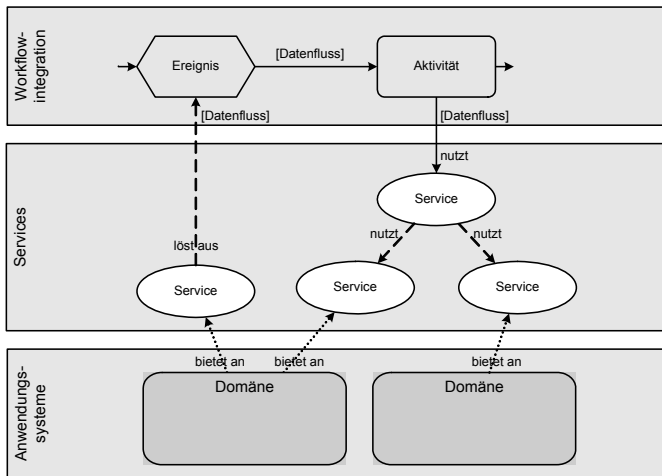 Workflow-
integration
Ereignis
[Datenfluss]
Aktivität
[Datenfluss]
[Datenfluss]
Services
nutzt
Service
nutzt
nutzt
löst aus
Service
Service
Service
Anwendungs-
systeme
bietet an
bietet an
bietet an
Domäne
Domäne